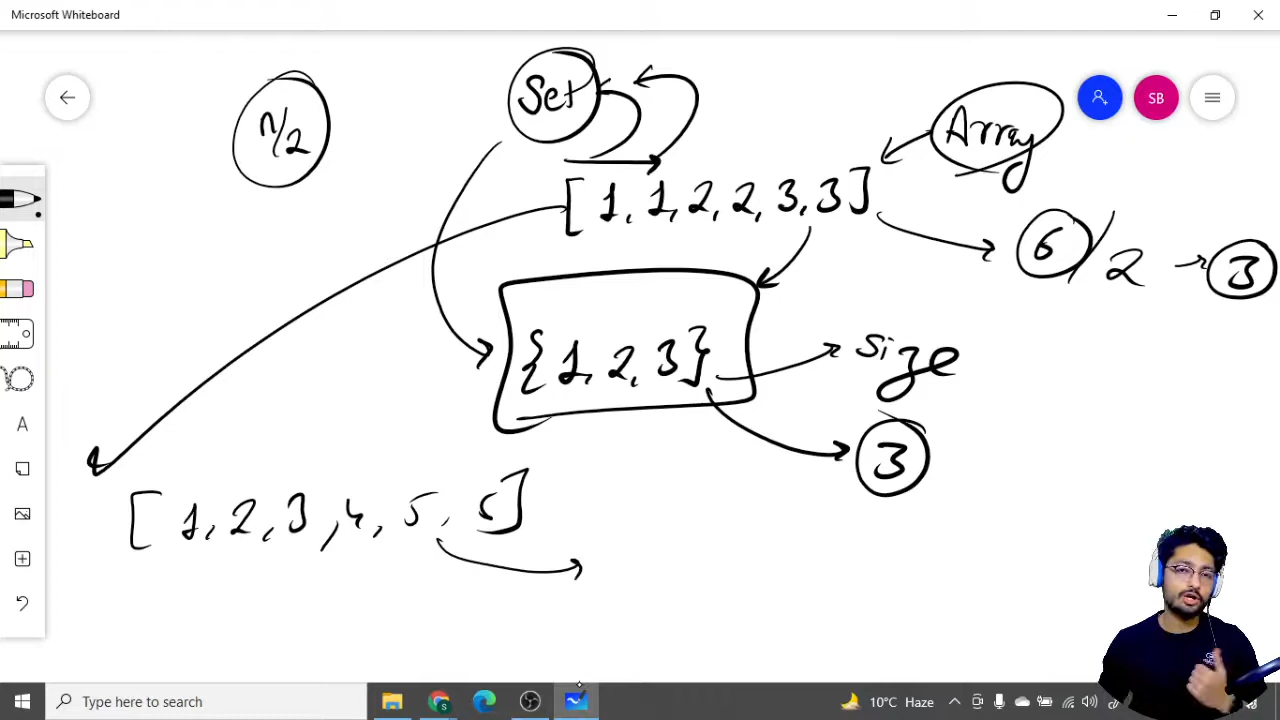 Microsoft Whiteboard
n/2
Set
Array
SB
[1, 1, 2, 2, 3, 3]
6/2 → 3
{1, 2, 3}
Size
3
[1, 2, 3, 4, 5, 5]
A
Type here to search
10°C Haze